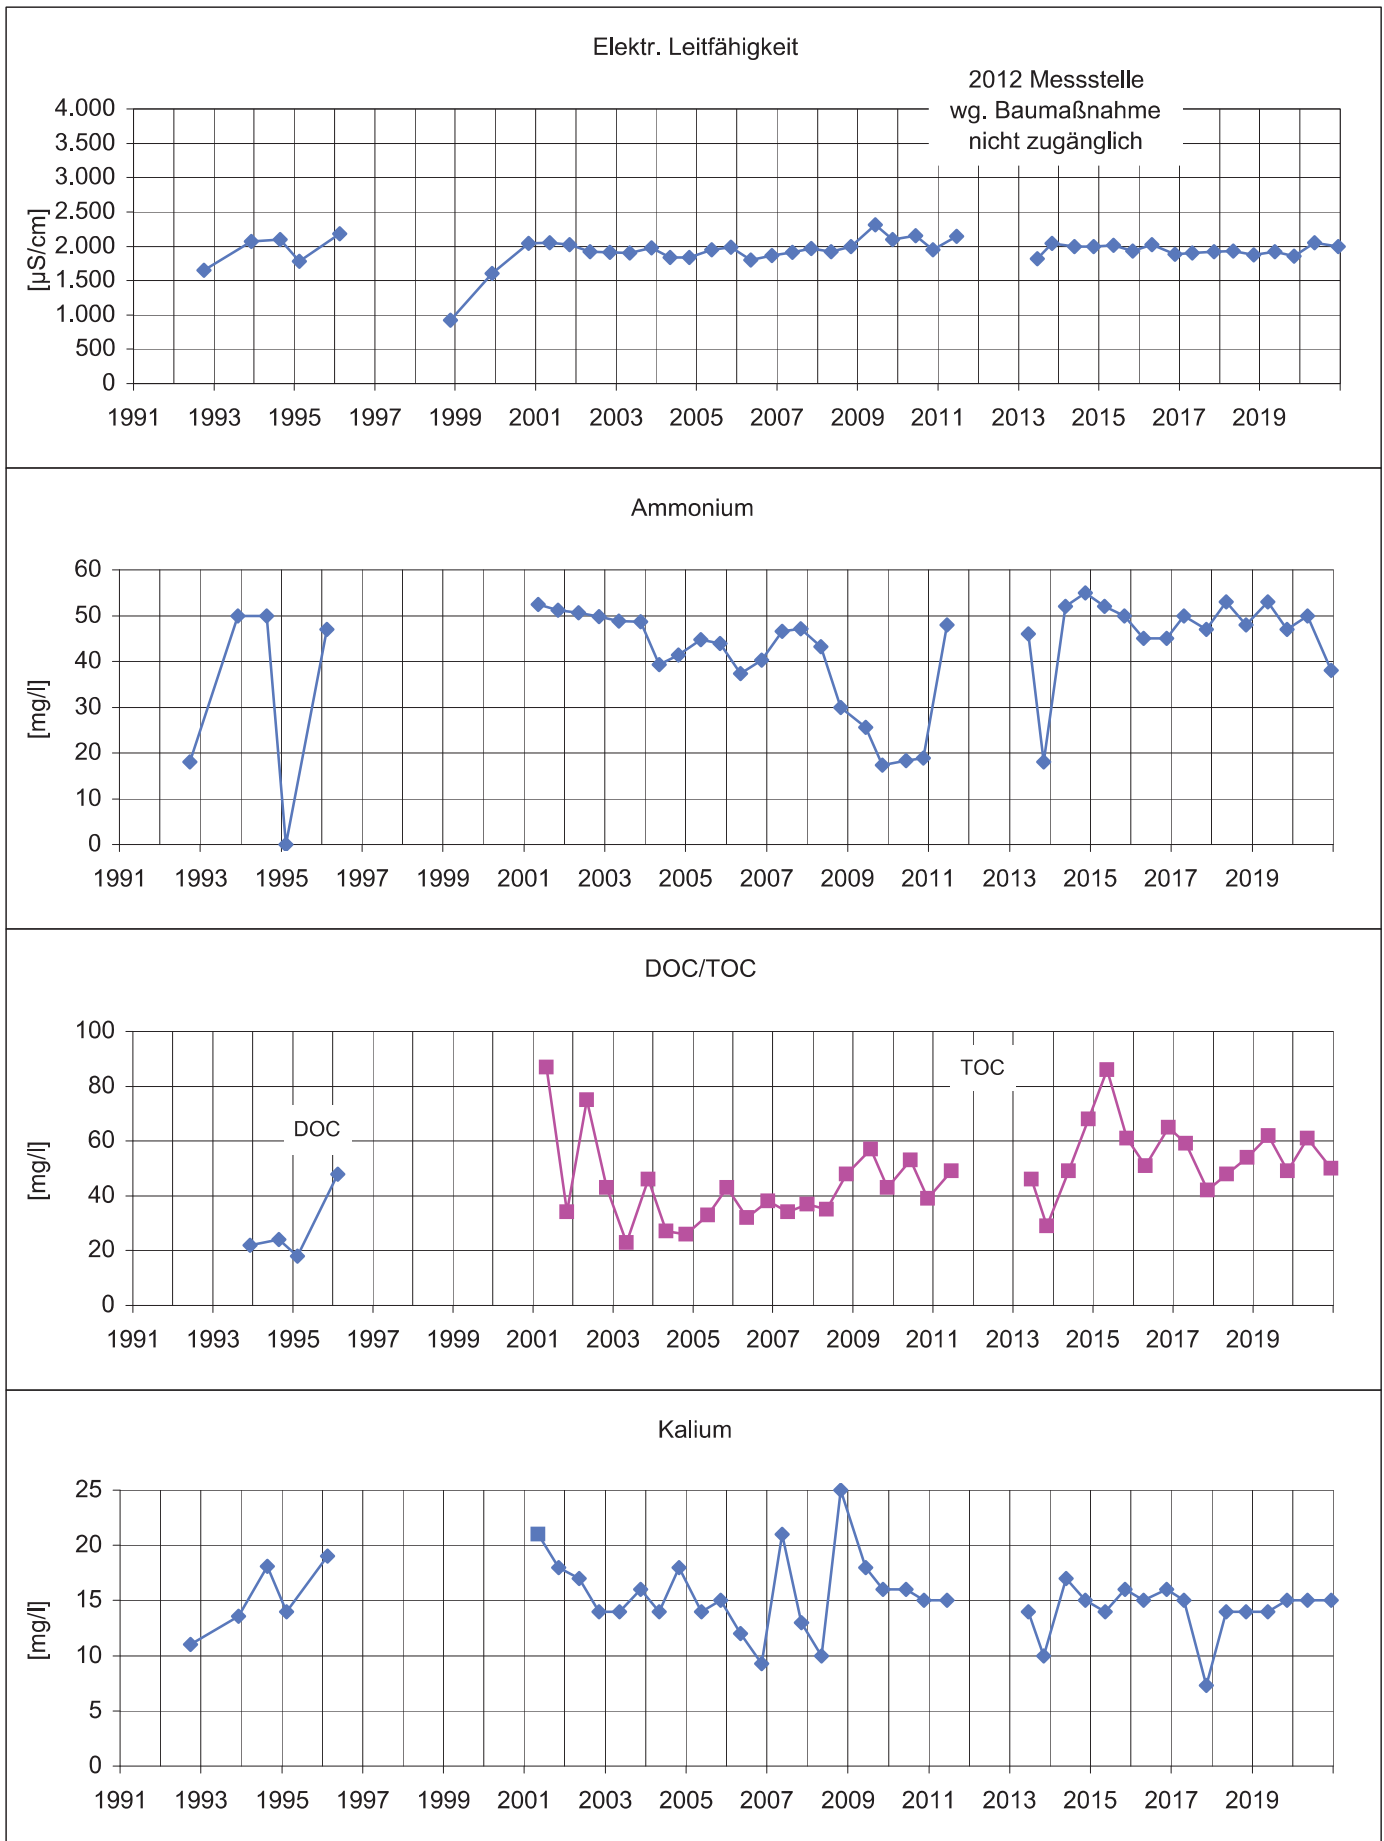 Elektr. Leitfähigkeit
2012 Messstelle
wg. Baumaßnahme
nicht zugänglich
[µS/cm]
4.000
3.500
3.000
2.500
2.000
1.500
1.000
500
0
1991 1993 1995 1997 1999 2001 2003 2005 2007 2009 2011 2013 2015 2017 2019
Ammonium
[mg/l]
60
50
40
30
20
10
0
1991 1993 1995 1997 1999 2001 2003 2005 2007 2009 2011 2013 2015 2017 2019
DOC/TOC
[mg/l]
100
80
60
40
20
0
TOC
DOC
1991 1993 1995 1997 1999 2001 2003 2005 2007 2009 2011 2013 2015 2017 2019
Kalium
[mg/l]
25
20
15
10
5
0
1991 1993 1995 1997 1999 2001 2003 2005 2007 2009 2011 2013 2015 2017 2019